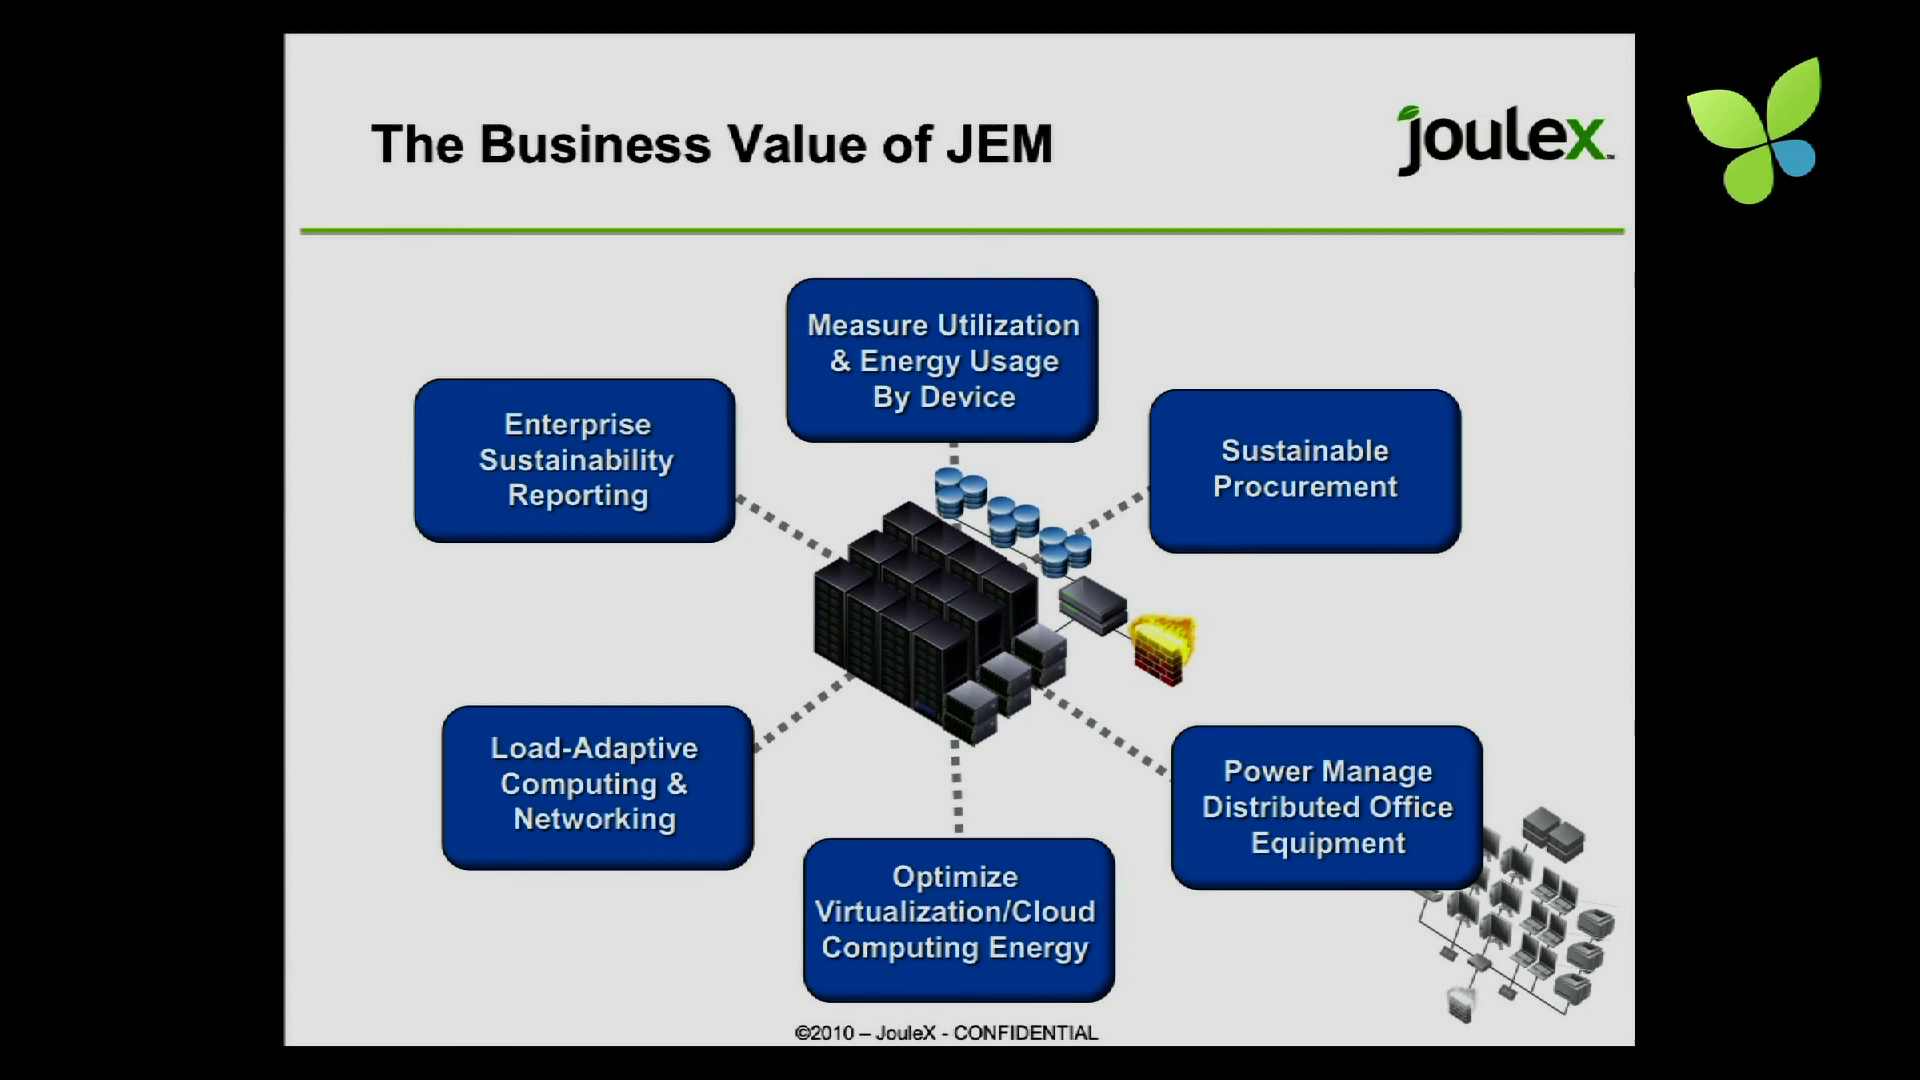 The Business Value of JEM
joulex™
Measure Utilization
& Energy Usage
By Device
Enterprise
Sustainability
Reporting
Sustainable
Procurement
Load-Adaptive
Computing &
Networking
Power Manage
Distributed Office
Equipment
Optimize
Virtualization/Cloud
Computing Energy
©2010 – JouleX - CONFIDENTIAL